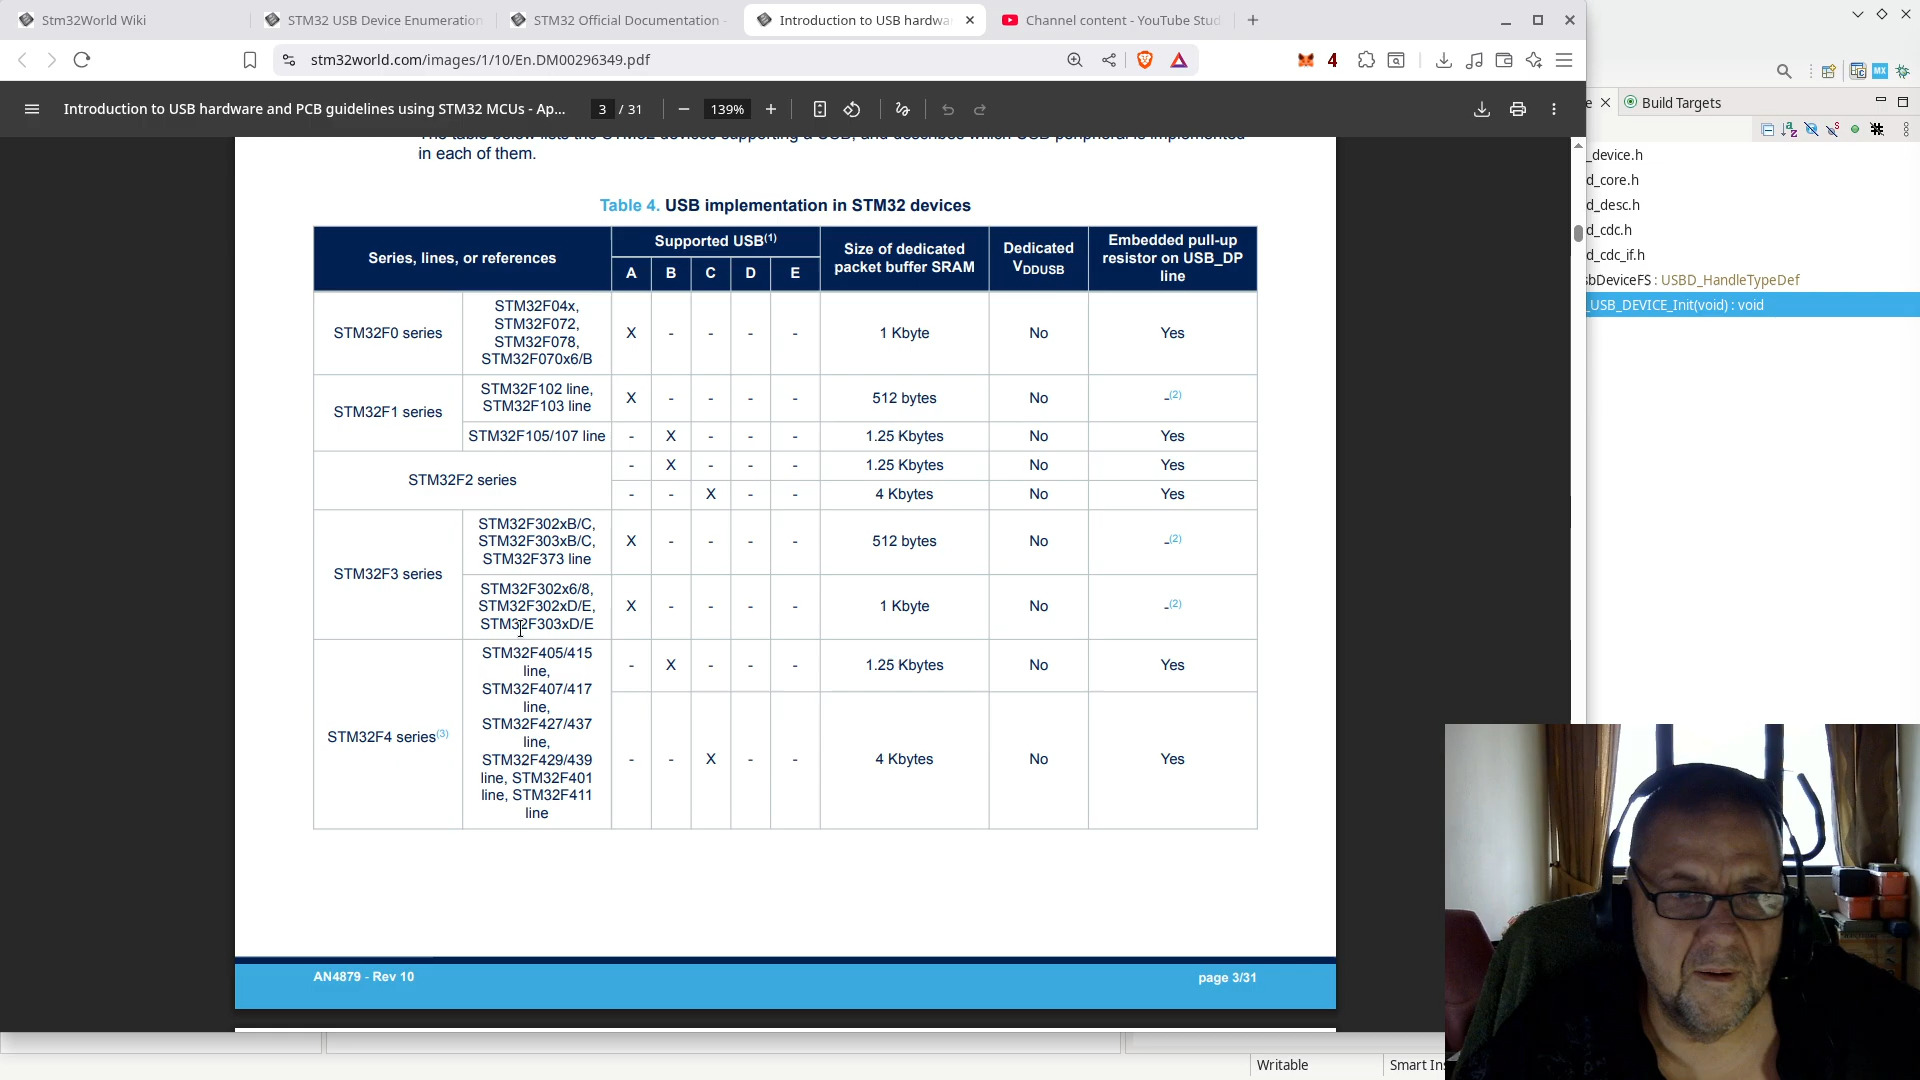 Stm32World Wiki
STM32 USB Device Enumeration
STM32 Official Documentation -
Introduction to USB hardwa
Channel content - YouTube Stud
stm32world.com/images/1/10/En.DM00296349.pdf
4
MX
Introduction to USB hardware and PCB guidelines using STM32 MCUs - Ap...
3 / 31
139%
Build Targets
in each of them.
Table 4. USB implementation in STM32 devices
Series, lines, or references
Supported USB(1)
A B C D E
Size of dedicated
packet buffer SRAM
Dedicated
VDDUSB
Embedded pull-up
resistor on USB_DP
line
STM32F0 series
STM32F04x,
STM32F072,
STM32F078,
STM32F070x6/B
X - - - - 1 Kbyte No Yes
STM32F1 series
STM32F102 line,
STM32F103 line
X - - - - 512 bytes No -(2)
STM32F105/107 line - X - - - 1.25 Kbytes No Yes
STM32F2 series
- X - - - 1.25 Kbytes No Yes
- - X - - 4 Kbytes No Yes
STM32F3 series
STM32F302xB/C,
STM32F303xB/C,
STM32F373 line
X - - - - 512 bytes No -(2)
STM32F302x6/8,
STM32F302xD/E,
STM32F303xD/E
X - - - - 1 Kbyte No -(2)
STM32F4 series(3)
STM32F405/415
line,
STM32F407/417
line,
STM32F427/437
line,
STM32F429/439
line, STM32F401
line, STM32F411
line
- X - - - 1.25 Kbytes No Yes
- - X - - 4 Kbytes No Yes
AN4879 - Rev 10
page 3/31
_device.h
d_core.h
d_desc.h
d_cdc.h
d_cdc_if.h
sbDeviceFS : USBD_HandleTypeDef
_USB_DEVICE_Init(void) : void
Writable
Smart Ins